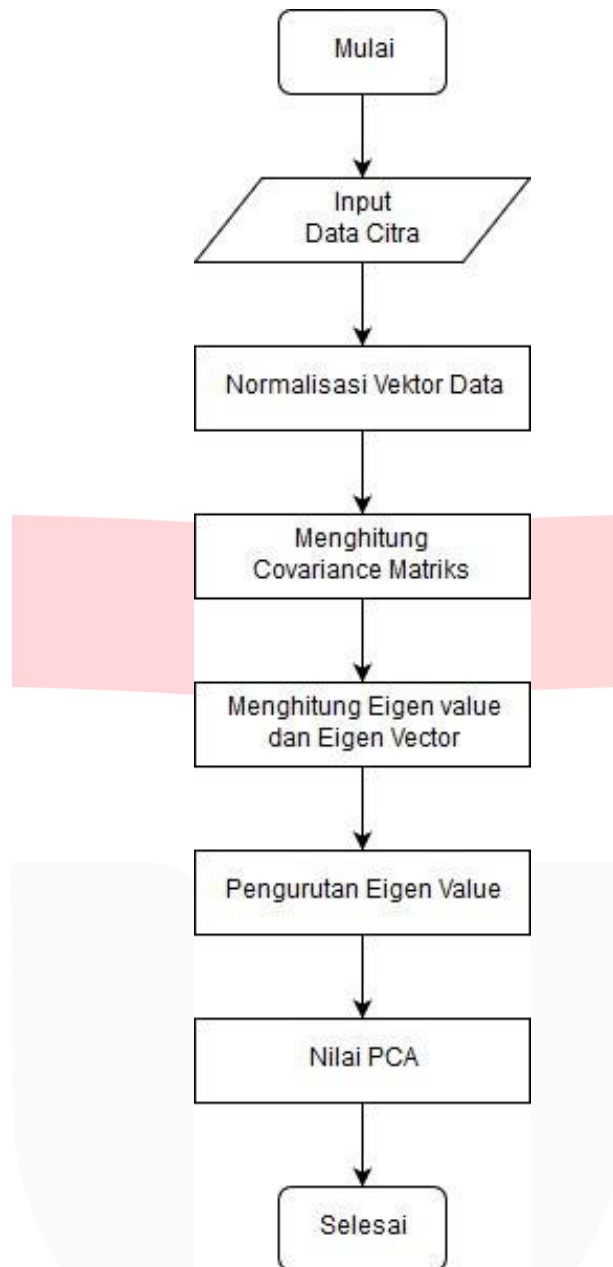 Mulai
Input
Data Citra
Normalisasi Vektor Data
Menghitung
Covariance Matriks
Menghitung Eigen value
dan Eigen Vector
Pengurutan Eigen Value
Nilai PCA
Selesai